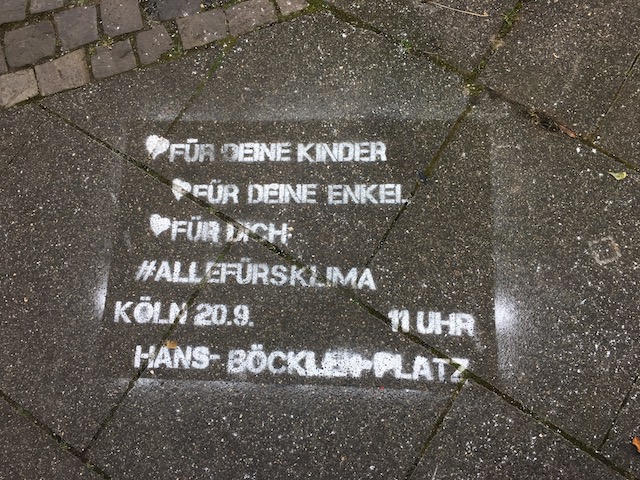 ♥FÜR DEINE KINDER
♥FÜR DEINE ENKEL
♥FÜR DICH:
#ALLEFÜRSKLIMA
KÖLN 20.9. 11 UHR
HANS-BÖCKLER-PLATZ